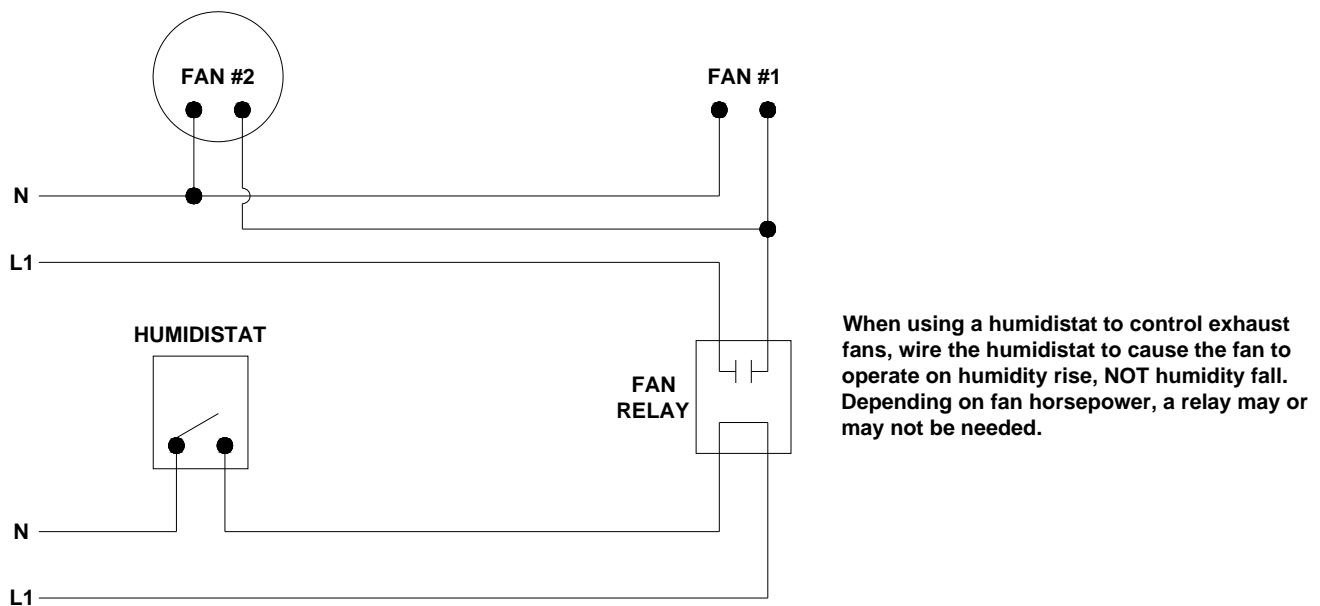 FAN #2
FAN #1
N
L1
HUMIDISTAT
FAN
RELAY
When using a humidistat to control exhaust
fans, wire the humidistat to cause the fan to
operate on humidity rise, NOT humidity fall.
Depending on fan horsepower, a relay may or
may not be needed.
N
L1